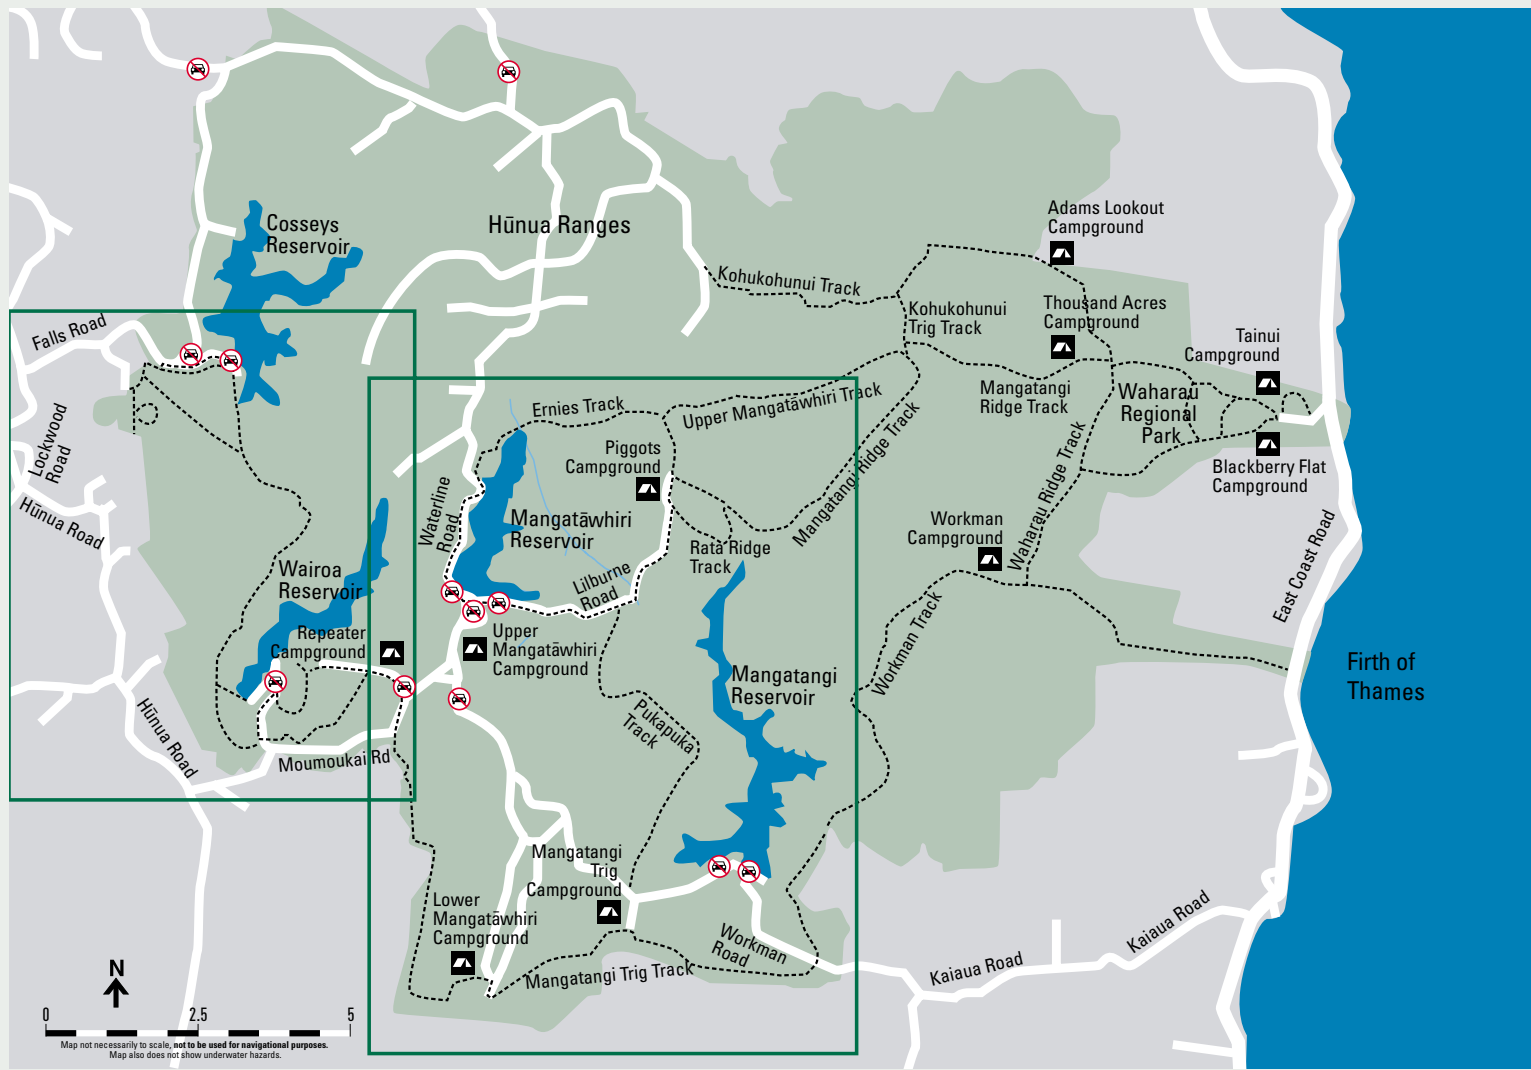 Cosseys
Reservoir
Hūnua Ranges
Adams Lookout
Campground
Kohukohunui Track
Kohukohunui
Trig Track
Thousand Acres
Campground
Tainui
Campground
Falls Road
Mangatangi
Ridge Track
Waharau
Regional
Park
Ernies Track
Upper Mangatāwhiri Track
Mangatangi Ridge Track
Lockwood
Road
Piggots
Campground
Blackberry Flat
Campground
Waterline
Road
Waharau Ridge Track
Hūnua Road
Mangatāwhiri
Reservoir
Workman
Campground
Rata Ridge
Track
East Coast Road
Wairoa
Reservoir
Lilburne
Road
Repeater
Campground
Upper
Mangatāwhiri
Campground
Workman Track
Firth of
Thames
Mangatangi
Reservoir
Hūnua Road
Pukapuka
Track
Moumoukai Rd
Mangatangi
Trig
Campground
Lower
Mangatāwhiri
Campground
Workman
Road
Kaiaua Road
Kaiaua Road
Mangatangi Trig Track
N
0 2.5 5
Map not necessarily to scale, not to be used for navigational purposes.
Map also does not show underwater hazards.